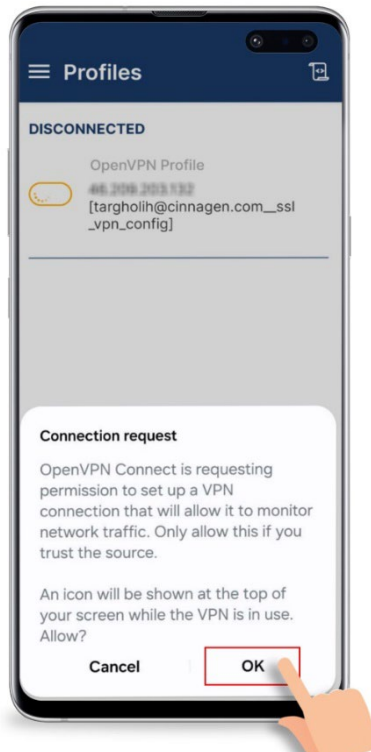 Profiles
DISCONNECTED
OpenVPN Profile
[targholih@cinnagen.com__ssl
_vpn_config]
Connection request
OpenVPN Connect is requesting
permission to set up a VPN
connection that will allow it to monitor
network traffic. Only allow this if you
trust the source.
An icon will be shown at the top of
your screen while the VPN is in use.
Allow?
Cancel OK